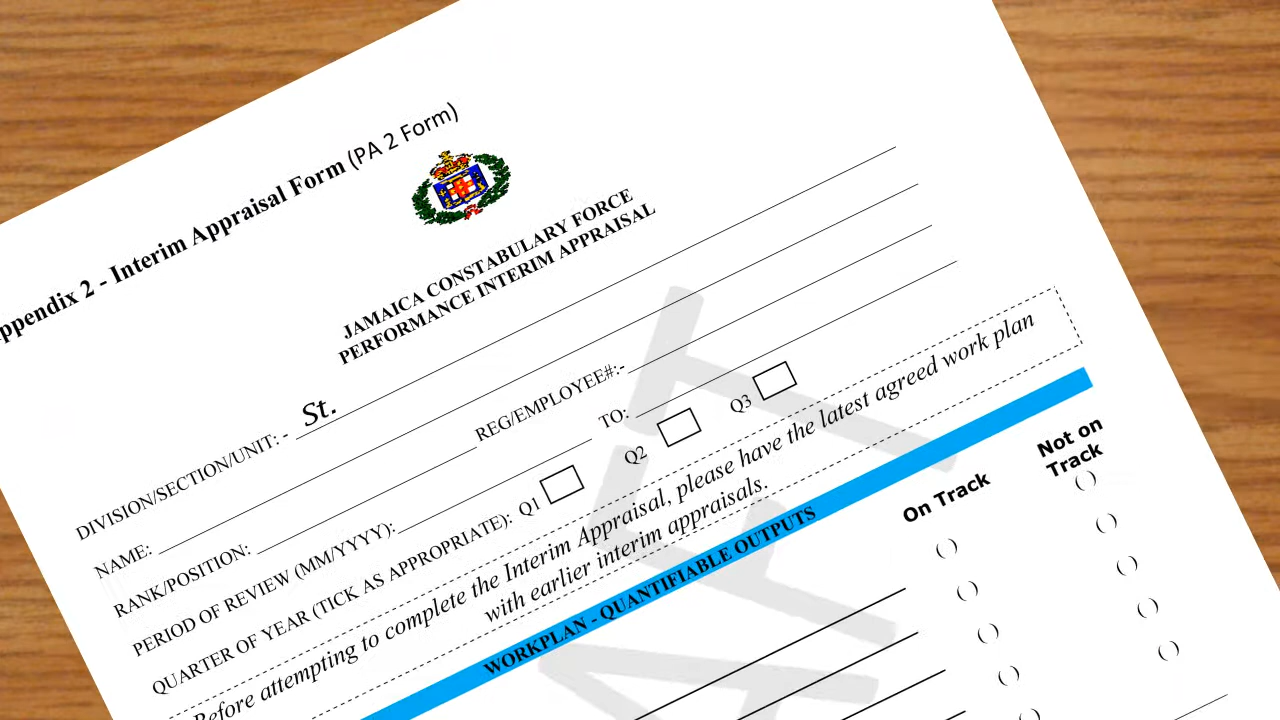 ppendix 2 - Interim Appraisal Form (PA 2 Form)
JAMAICA CONSTABULARY FORCE
PERFORMANCE INTERIM APPRAISAL
DIVISION/SECTION/UNIT: - St.
NAME:
REG/EMPLOYEE#:-
RANK/POSITION:
PERIOD OF REVIEW (MM/YYYY): TO:
QUARTER OF YEAR (TICK AS APPROPRIATE): Q1 Q2 Q3
Before attempting to complete the Interim Appraisal, please have the latest agreed work plan
with earlier interim appraisals.
WORKPLAN - QUANTIFIABLE OUTPUTS
On Track
Not on
Track
( ) ( )
( ) ( )
( ) ( )
( ) ( )
( ) ( )